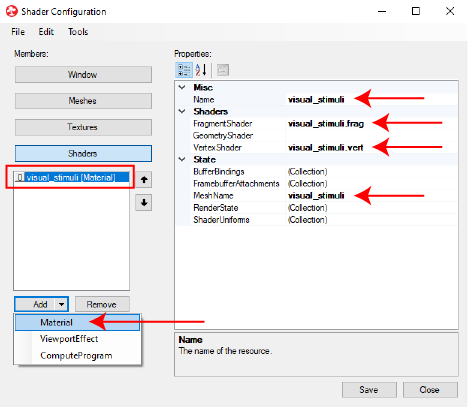 Shader Configuration
File Edit Tools
Members:
Window
Meshes
Textures
Shaders
0 visual_stimuli [Material]
Add
Remove
Material
ViewportEffect
ComputeProgram
Properties:
Misc
Name visual_stimuli
Shaders
FragmentShader visual_stimuli.frag
GeometryShader
VertexShader visual_stimuli.vert
State
BufferBindings (Collection)
FramebufferAttachments (Collection)
MeshName visual_stimuli
RenderState (Collection)
ShaderUniforms (Collection)
Name
The name of the resource.
Save Close